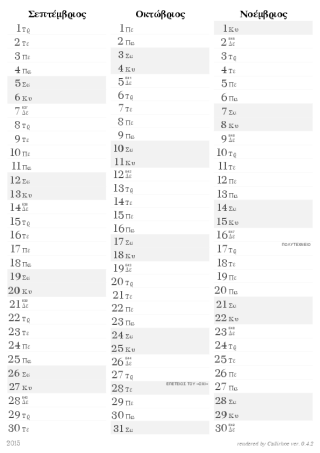 Σεπτέμβριος
1 Τρ
2 Τε
3 Πε
4 Πα
5 Σα
6 Κυ
7 Δε
8 Τρ
9 Τε
10 Πε
11 Πα
12 Σα
13 Κυ
14 Δε
15 Τρ
16 Τε
17 Πε
18 Πα
19 Σα
20 Κυ
21 Δε
22 Τρ
23 Τε
24 Πε
25 Πα
26 Σα
27 Κυ
28 Δε
29 Τρ
30 Τε
Οκτώβριος
1 Πε
2 Πα
3 Σα
4 Κυ
5 Δε
6 Τρ
7 Τε
8 Πε
9 Πα
10 Σα
11 Κυ
12 Δε
13 Τρ
14 Τε
15 Πε
16 Πα
17 Σα
18 Κυ
19 Δε
20 Τρ
21 Τε
22 Πε
23 Πα
24 Σα
25 Κυ
26 Δε
27 Τρ
28 Τε ΕΠΕΤΕΙΟΣ ΤΟΥ «ΟΧΙ»
29 Πε
30 Πα
31 Σα
Νοέμβριος
1 Κυ
2 Δε
3 Τρ
4 Τε
5 Πε
6 Πα
7 Σα
8 Κυ
9 Δε
10 Τρ
11 Τε
12 Πε
13 Πα
14 Σα
15 Κυ
16 Δε
17 Τρ ΠΟΛΥΤΕΧΝΕΙΟ
18 Τε
19 Πε
20 Πα
21 Σα
22 Κυ
23 Δε
24 Τρ
25 Τε
26 Πε
27 Πα
28 Σα
29 Κυ
30 Δε
2015
rendered by Callirhoe ver. 0.4.2